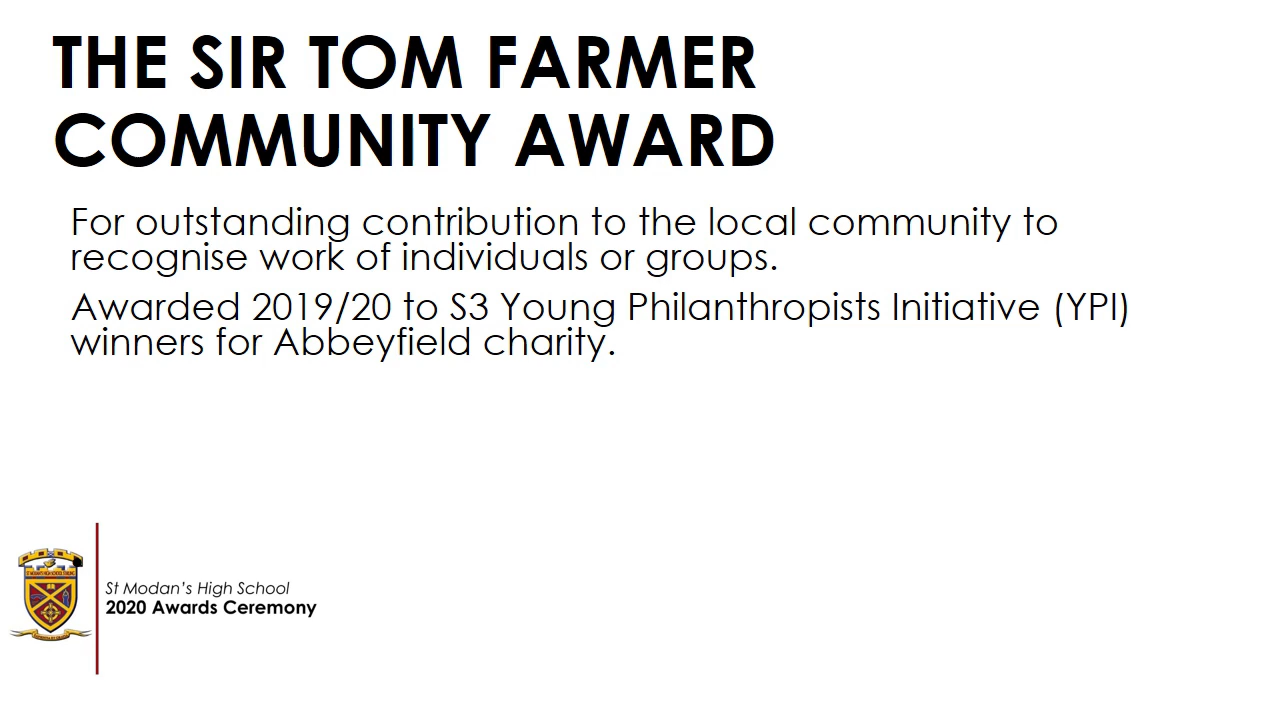 THE SIR TOM FARMER
COMMUNITY AWARD
For outstanding contribution to the local community to
recognise work of individuals or groups.
Awarded 2019/20 to S3 Young Philanthropists Initiative (YPI)
winners for Abbeyfield charity.
St Modan's High School
2020 Awards Ceremony